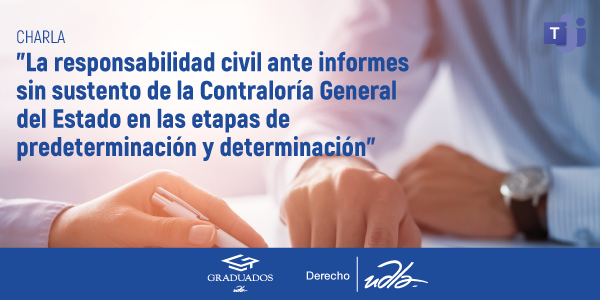 CHARLA
"La responsabilidad civil ante informes
sin sustento de la Contraloría General
del Estado en las etapas de
predeterminación y determinación"
T
GRADUADOS
udla
Derecho
udla